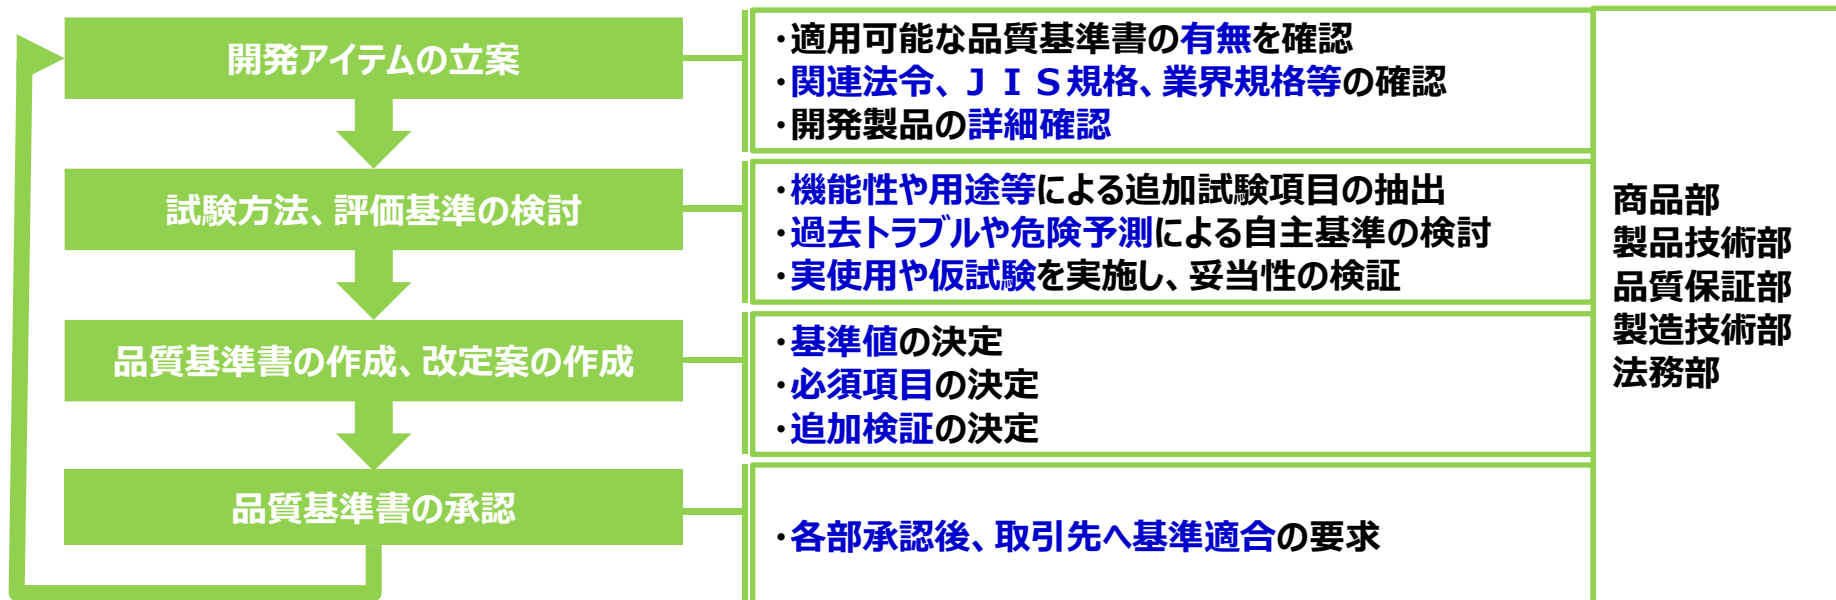 開発アイテムの立案
・適用可能な品質基準書の有無を確認
・関連法令、ＪＩＳ規格、業界規格等の確認
・開発製品の詳細確認
試験方法、評価基準の検討
・機能性や用途等による追加試験項目の抽出
・過去トラブルや危険予測による自主基準の検討
・実使用や仮試験を実施し、妥当性の検証
品質基準書の作成、改定案の作成
・基準値の決定
・必須項目の決定
・追加検証の決定
品質基準書の承認
・各部承認後、取引先へ基準適合の要求
商品部
製品技術部
品質保証部
製造技術部
法務部